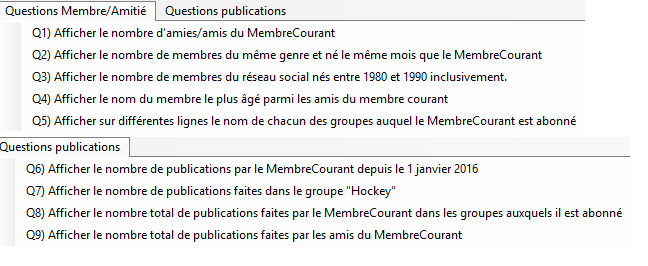 Questions Membre/Amitié Questions publications
Q1) Afficher le nombre d'amies/amis du MembreCourant
Q2) Afficher le nombre de membres du même genre et né le même mois que le MembreCourant
Q3) Afficher le nombre de membres du réseau social nés entre 1980 et 1990 inclusivement.
Q4) Afficher le nom du membre le plus âgé parmi les amis du membre courant
Q5) Afficher sur différentes lignes le nom de chacun des groupes auquel le MembreCourant est abonné
Questions publications
Q6) Afficher le nombre de publications par le MembreCourant depuis le 1 janvier 2016
Q7) Afficher le nombre de publications faites dans le groupe "Hockey"
Q8) Afficher le nombre total de publications faites par le MembreCourant dans les groupes auxquels il est abonné
Q9) Afficher le nombre total de publications faites par les amis du MembreCourant